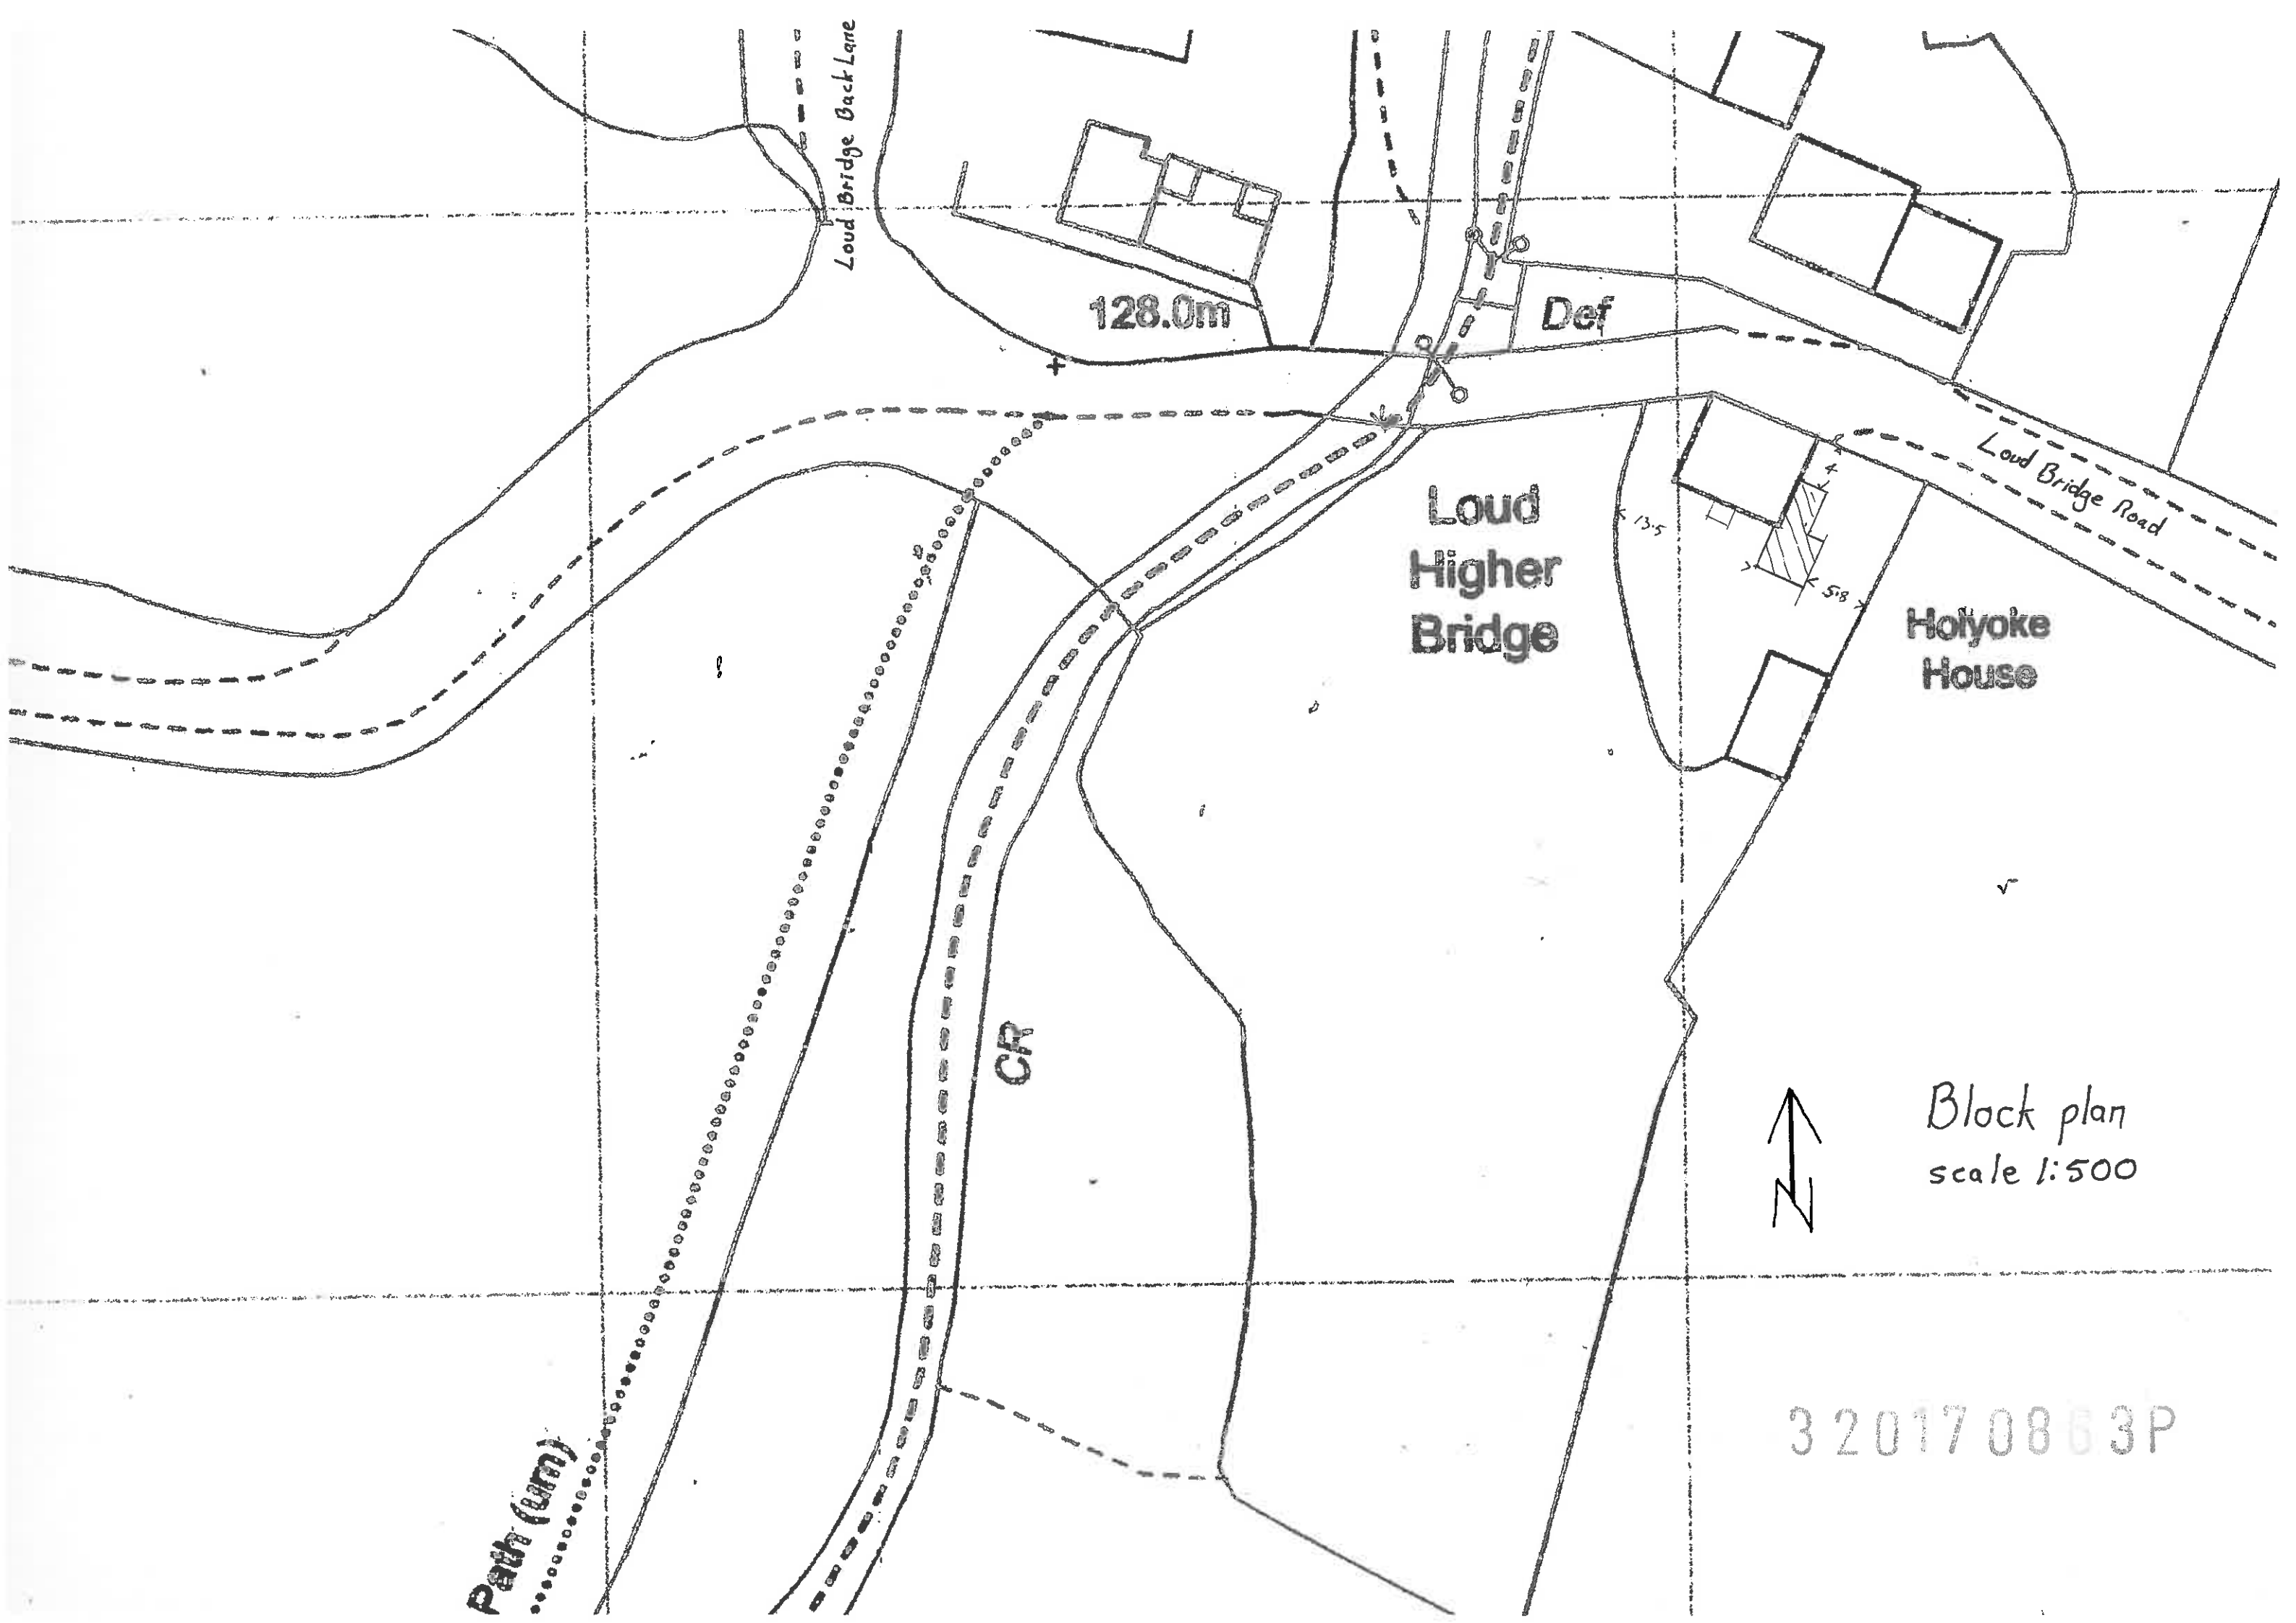 Loud Bridge Back Lane
128.0m
Def
Loud
Higher
Bridge
4
13.5
5.8
Loud Bridge Road
Holyoke
House
CR
Block plan
scale 1:500
N
320170863P
Path (um)